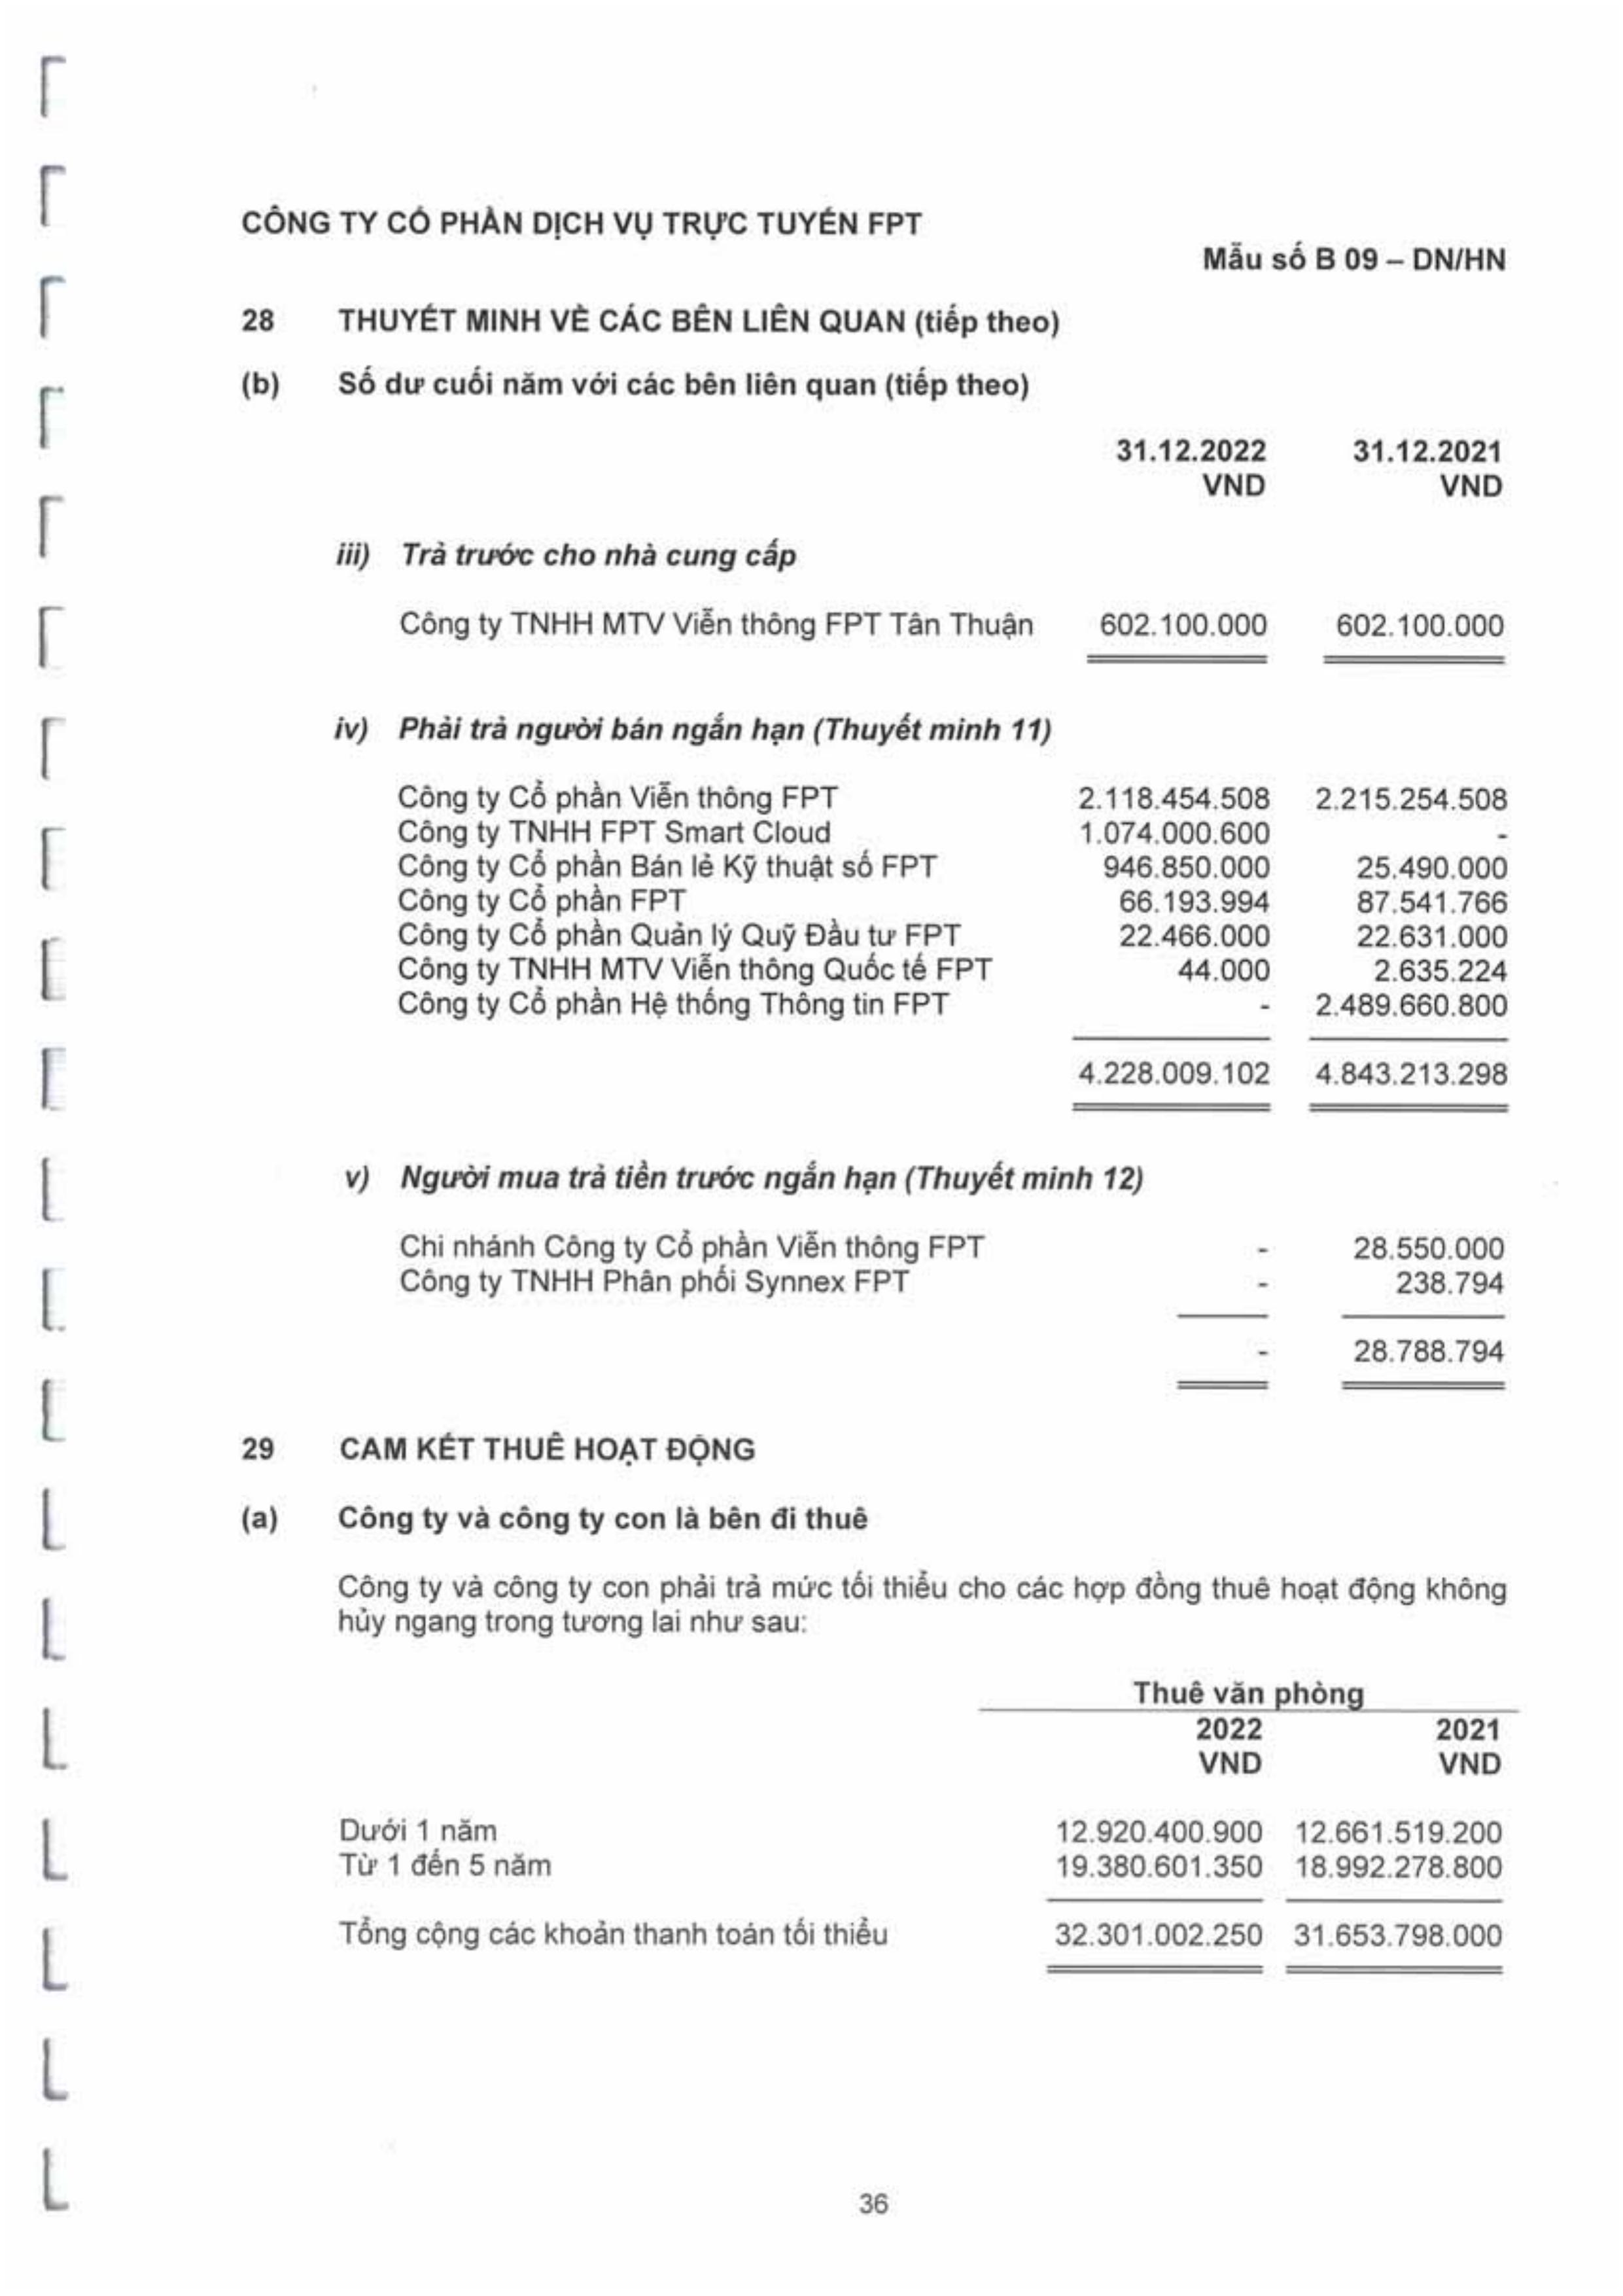 CÔNG TY CỔ PHẦN DỊCH VỤ TRỰC TUYẾN FPT
Mẫu số B 09 – DN/HN
28 THUYẾT MINH VỀ CÁC BÊN LIÊN QUAN (tiếp theo)
(b) Số dư cuối năm với các bên liên quan (tiếp theo)
31.12.2022 31.12.2021
VND VND
iii) Trả trước cho nhà cung cấp
Công ty TNHH MTV Viễn thông FPT Tân Thuận 602.100.000 602.100.000
iv) Phải trả người bán ngắn hạn (Thuyết minh 11)
Công ty Cổ phần Viễn thông FPT 2.118.454.508 2.215.254.508
Công ty TNHH FPT Smart Cloud 1.074.000.600 -
Công ty Cổ phần Bán lẻ Kỹ thuật số FPT 946.850.000 25.490.000
Công ty Cổ phần FPT 66.193.994 87.541.766
Công ty Cổ phần Quản lý Quỹ Đầu tư FPT 22.466.000 22.631.000
Công ty TNHH MTV Viễn thông Quốc tế FPT 44.000 2.635.224
Công ty Cổ phần Hệ thống Thông tin FPT - 2.489.660.800
4.228.009.102 4.843.213.298
v) Người mua trả tiền trước ngắn hạn (Thuyết minh 12)
Chi nhánh Công ty Cổ phần Viễn thông FPT - 28.550.000
Công ty TNHH Phân phối Synnex FPT - 238.794
- 28.788.794
29 CAM KẾT THUÊ HOẠT ĐỘNG
(a) Công ty và công ty con là bên đi thuê
Công ty và công ty con phải trả mức tối thiểu cho các hợp đồng thuê hoạt động không
hủy ngang trong tương lai như sau:
Thuê văn phòng
2022 2021
VND VND
Dưới 1 năm 12.920.400.900 12.661.519.200
Từ 1 đến 5 năm 19.380.601.350 18.992.278.800
Tổng cộng các khoản thanh toán tối thiểu 32.301.002.250 31.653.798.000
36